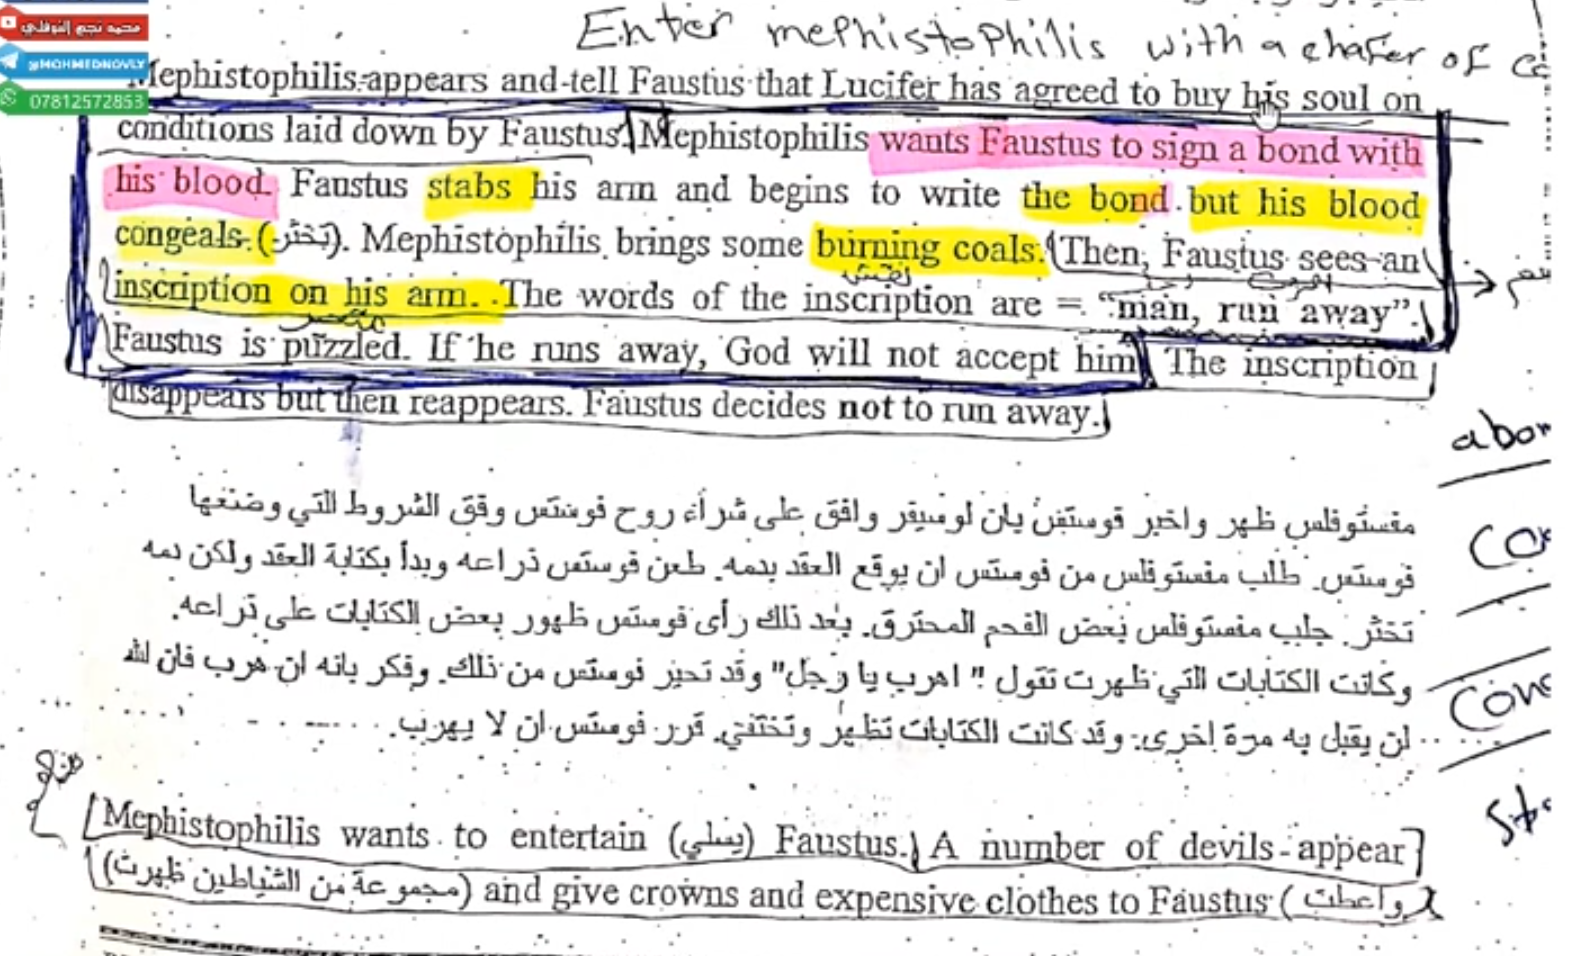 محمد نجم النوفلي
@MOHMEDNOVLY
07812572853
Enter mephistophilis with a chafer of
Mephistophilis appears and tell Faustus that Lucifer has agreed to buy his soul on
conditions laid down by Faustus. Mephistophilis wants Faustus to sign a bond with
his blood. Faustus stabs his arm and begins to write the bond but his blood
congeals. (تخثر). Mephistophilis brings some burning coals. Then, Faustus sees an
inscription on his arm. The words of the inscription are = "man, run away".
Faustus is puzzled. If he runs away, God will not accept him The inscription
disappears but then reappears. Faustus decides not to run away.
مفستوفلس ظهر واخبر فوستس بان لوسيفر وافق على شراء روح فوستس وفق الشروط التي وضعها
فوستس. طلب مفستوفلس من فوستس ان يوقع العقد بدمه. طعن فوستس ذراعه وبدأ بكتابة العقد ولكن دمه
تخثر. جلب مفستوفلس بعض الفحم المحترق. بعد ذلك رأى فوستس ظهور بعض الكتابات على ذراعه.
وكانت الكتابات التي ظهرت تقول " اهرب يا رجل" وقد تحير فوستس من ذلك. وفكر بانه ان هرب فان الله
لن يقبل به مرة اخرى. وقد كانت الكتابات تظهر وتختفي. قرر فوستس ان لا يهرب.
Mephistophilis wants to entertain (يسلي) Faustus. A number of devils appear
(مجموعة من الشياطين ظهرت) and give crowns and expensive clothes to Faustus (واعطت